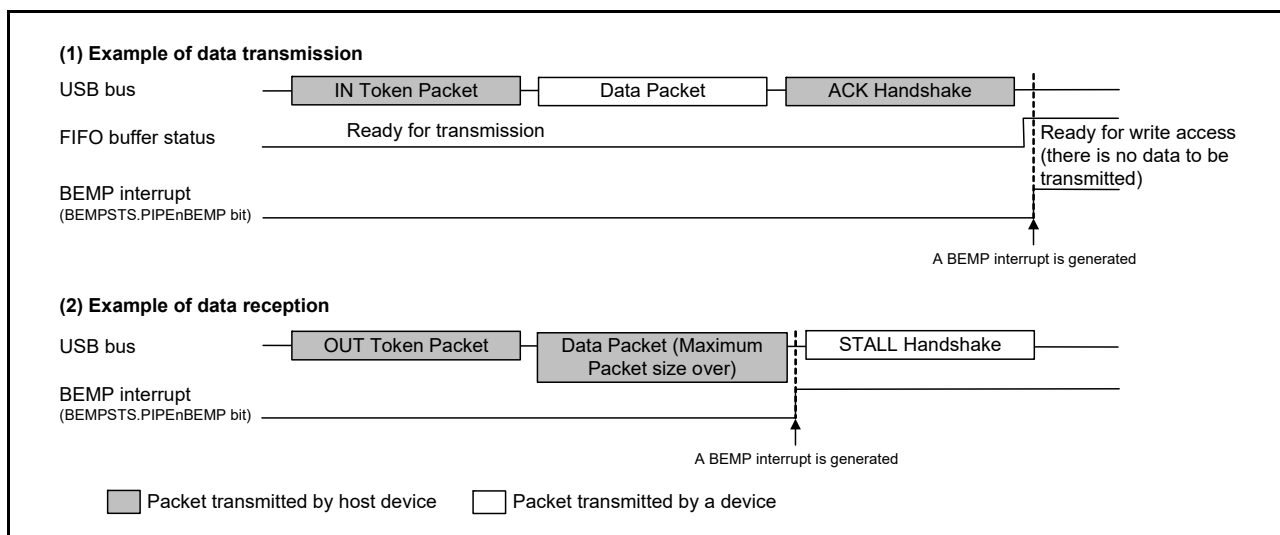 (1) Example of data transmission
USB bus
IN Token Packet
Data Packet
ACK Handshake
FIFO buffer status
Ready for transmission
Ready for write access
(there is no data to be
transmitted)
BEMP interrupt
(BEMPSTS.PIPEnBEMP bit)
A BEMP interrupt is generated
(2) Example of data reception
USB bus
OUT Token Packet
Data Packet (Maximum
Packet size over)
STALL Handshake
BEMP interrupt
(BEMPSTS.PIPEnBEMP bit)
A BEMP interrupt is generated
Packet transmitted by host device
Packet transmitted by a device